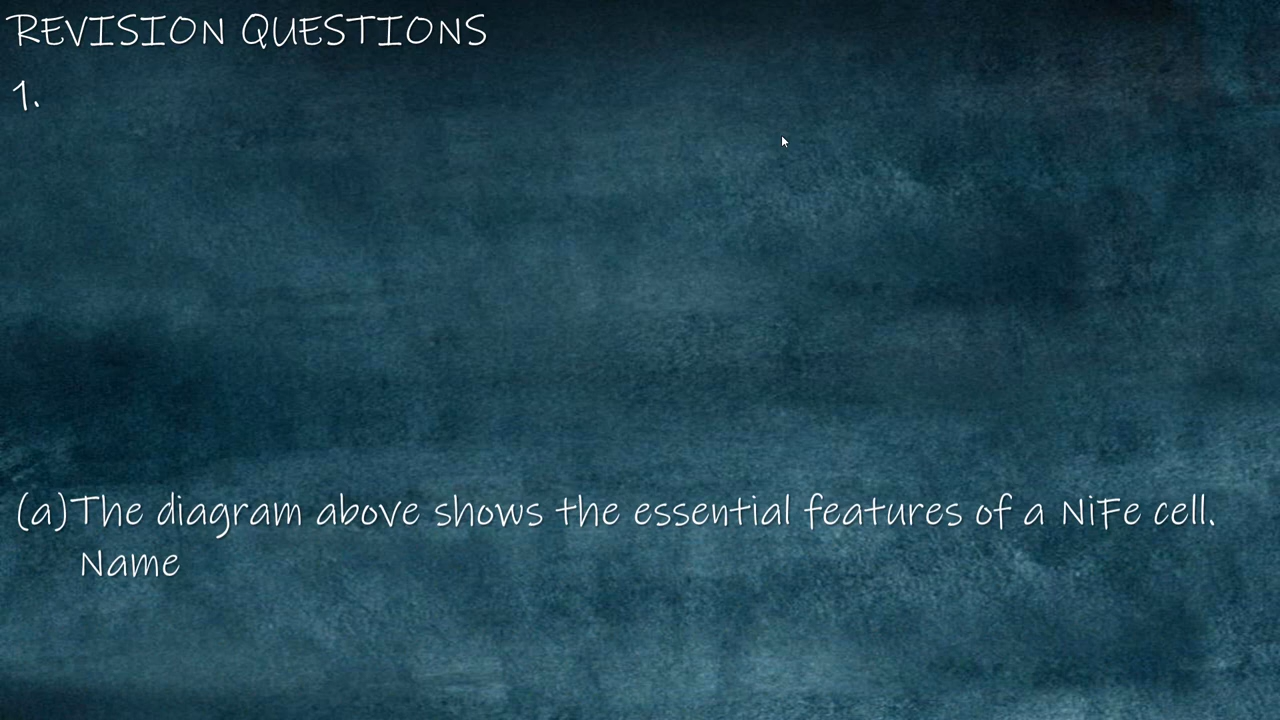 REVISION QUESTIONS
1.
(a)The diagram above shows the essential features of a NiFe cell.
Name